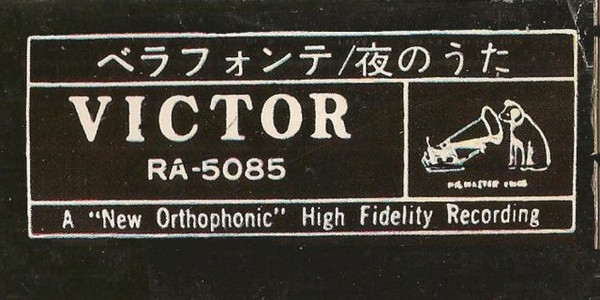 ベラフォンテ/夜のうた
VICTOR
RA-5085
HIS MASTER'S VOICE
A "New Orthophonic" High Fidelity Recording